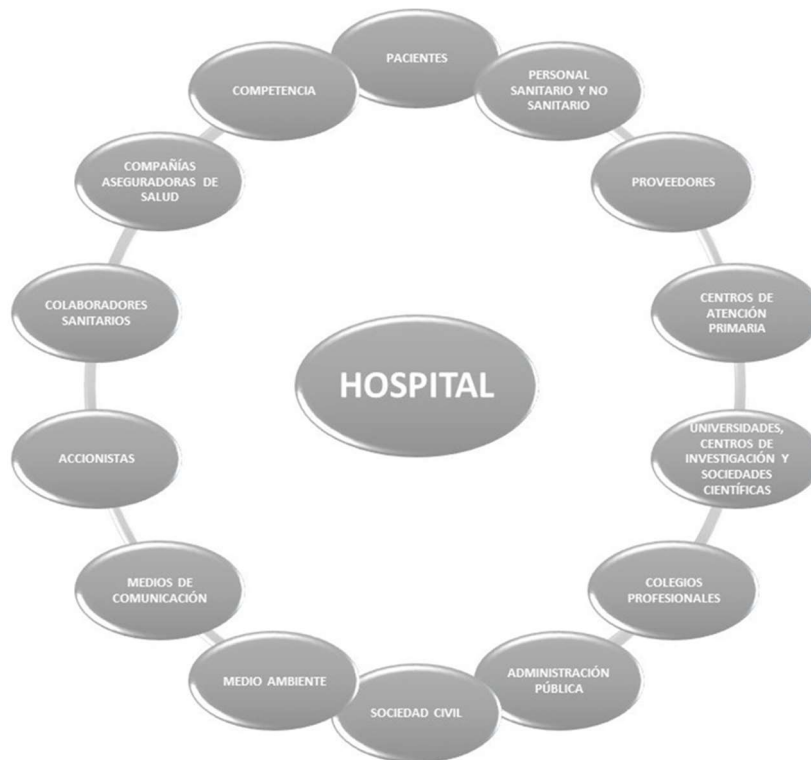 PACIENTES
PERSONAL
SANITARIO Y NO
SANITARIO
PROVEEDORES
CENTROS DE
ATENCIÓN
PRIMARIA
UNIVERSIDADES,
CENTROS DE
INVESTIGACIÓN Y
SOCIEDADES
CIENTÍFICAS
COLEGIOS
PROFESIONALES
ADMINISTRACIÓN
PÚBLICA
SOCIEDAD CIVIL
MEDIO AMBIENTE
MEDIOS DE
COMUNICACIÓN
ACCIONISTAS
COLABORADORES
SANITARIOS
COMPAÑÍAS
ASEGURADORAS DE
SALUD
COMPETENCIA
HOSPITAL